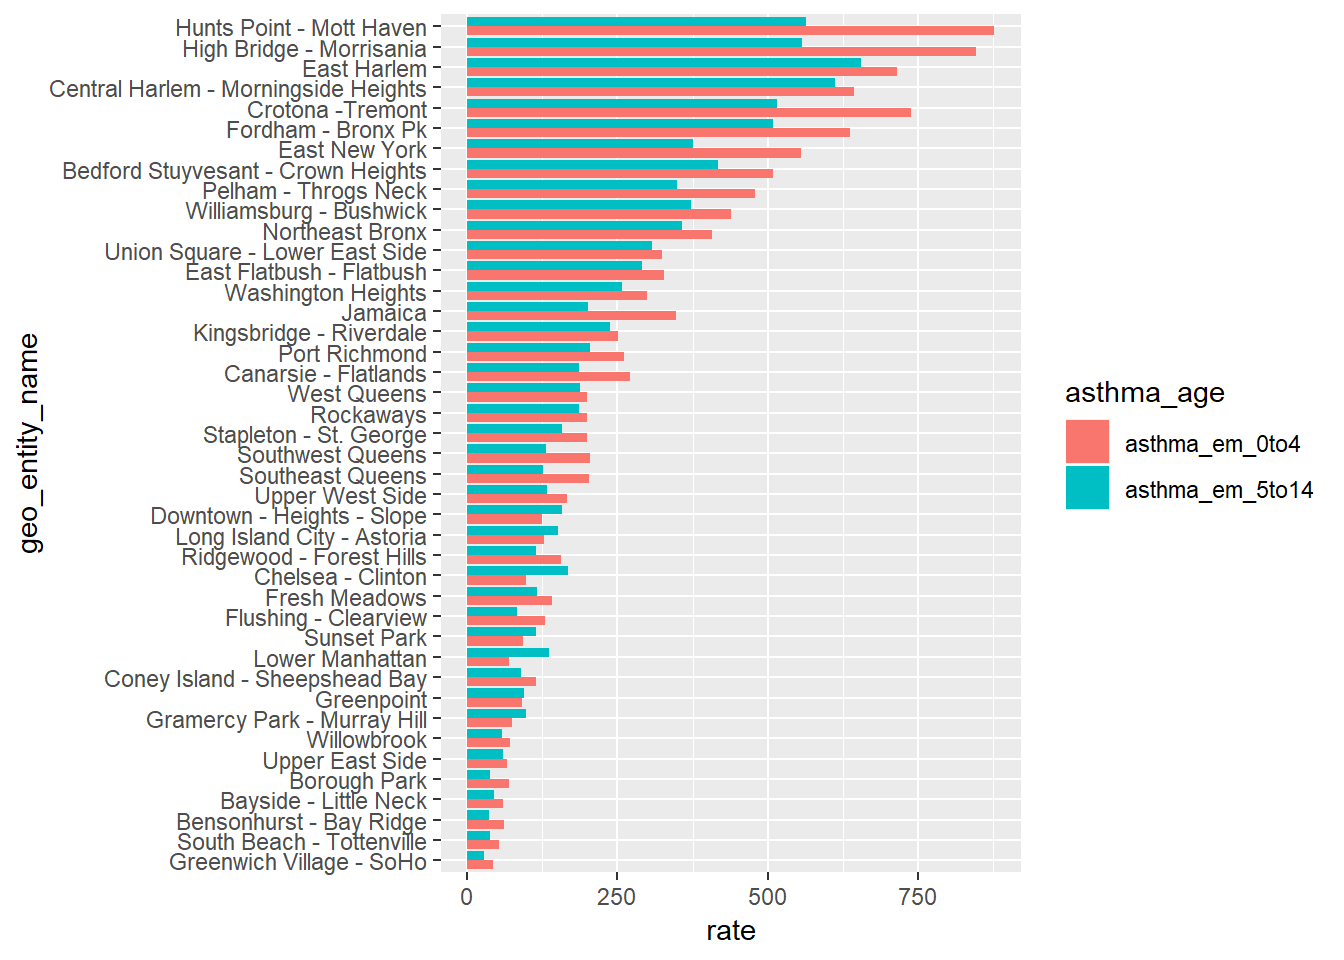 Hunts Point - Mott Haven
High Bridge - Morrisania
East Harlem
Central Harlem - Morningside Heights
Crotona -Tremont
Fordham - Bronx Pk
East New York
Bedford Stuyvesant - Crown Heights
Pelham - Throgs Neck
Williamsburg - Bushwick
Northeast Bronx
Union Square - Lower East Side
East Flatbush - Flatbush
Washington Heights
Jamaica
Kingsbridge - Riverdale
Port Richmond
Canarsie - Flatlands
West Queens
Rockaways
Stapleton - St. George
Southwest Queens
Southeast Queens
Upper West Side
Downtown - Heights - Slope
Long Island City - Astoria
Ridgewood - Forest Hills
Chelsea - Clinton
Fresh Meadows
Flushing - Clearview
Sunset Park
Lower Manhattan
Coney Island - Sheepshead Bay
Greenpoint
Gramercy Park - Murray Hill
Willowbrook
Upper East Side
Borough Park
Bayside - Little Neck
Bensonhurst - Bay Ridge
South Beach - Tottenville
Greenwich Village - SoHo
geo_entity_name
0 250 500 750
rate
asthma_age
asthma_em_0to4
asthma_em_5to14